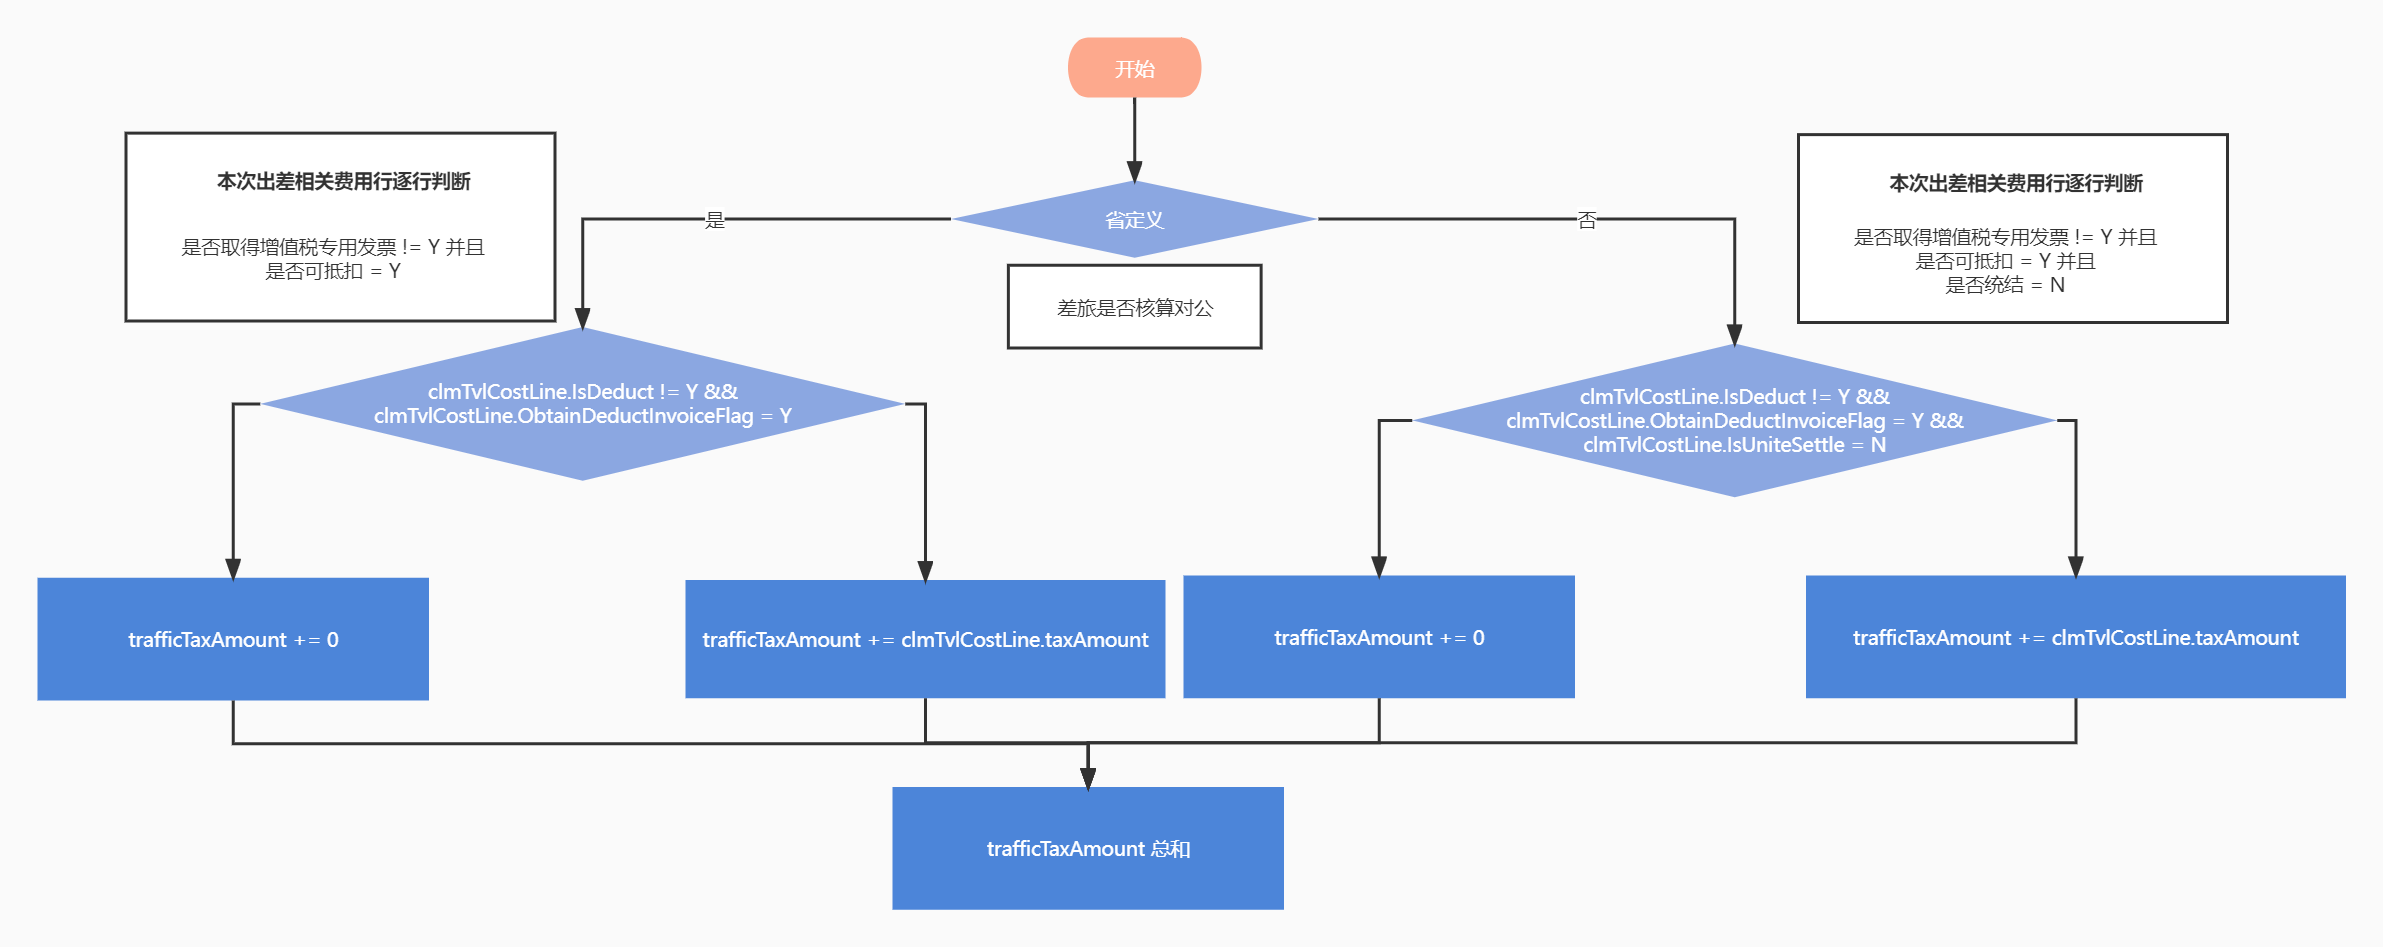 开始
本次出差相关费用行逐行判断
是否取得增值税专用发票 != Y 并且
是否可抵扣 = Y
是
省定义
否
差旅是否核算对公
本次出差相关费用行逐行判断
是否取得增值税专用发票 != Y 并且
是否可抵扣 = Y 并且
是否统结 = N
clmTvlCostLine.IsDeduct != Y &&
clmTvlCostLine.ObtainDeductInvoiceFlag = Y
clmTvlCostLine.IsDeduct != Y &&
clmTvlCostLine.ObtainDeductInvoiceFlag = Y &&
clmTvlCostLine.IsUniteSettle = N
trafficTaxAmount += 0
trafficTaxAmount += clmTvlCostLine.taxAmount
trafficTaxAmount += 0
trafficTaxAmount += clmTvlCostLine.taxAmount
trafficTaxAmount 总和